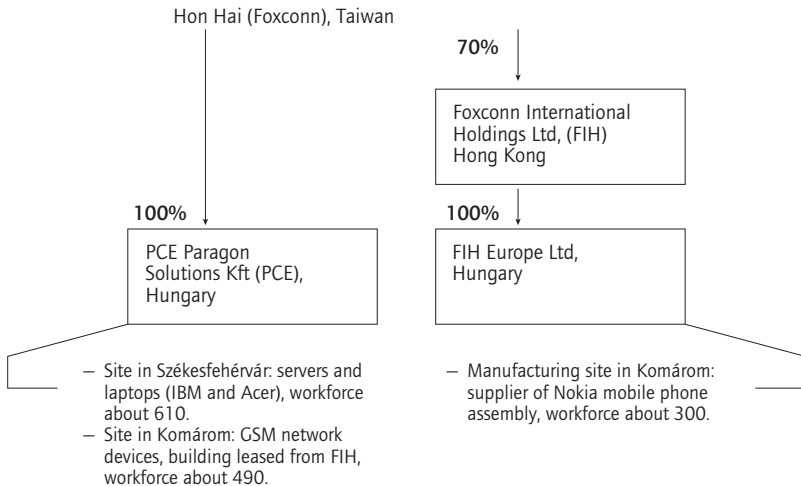 Hon Hai (Foxconn), Taiwan
70%
Foxconn International
Holdings Ltd, (FIH)
Hong Kong
100%
PCE Paragon
Solutions Kft (PCE),
Hungary
100%
FIH Europe Ltd,
Hungary
– Site in Székesfehérvár: servers and
laptops (IBM and Acer), workforce
about 610.
– Site in Komárom: GSM network
devices, building leased from FIH,
workforce about 490.
– Manufacturing site in Komárom:
supplier of Nokia mobile phone
assembly, workforce about 300.